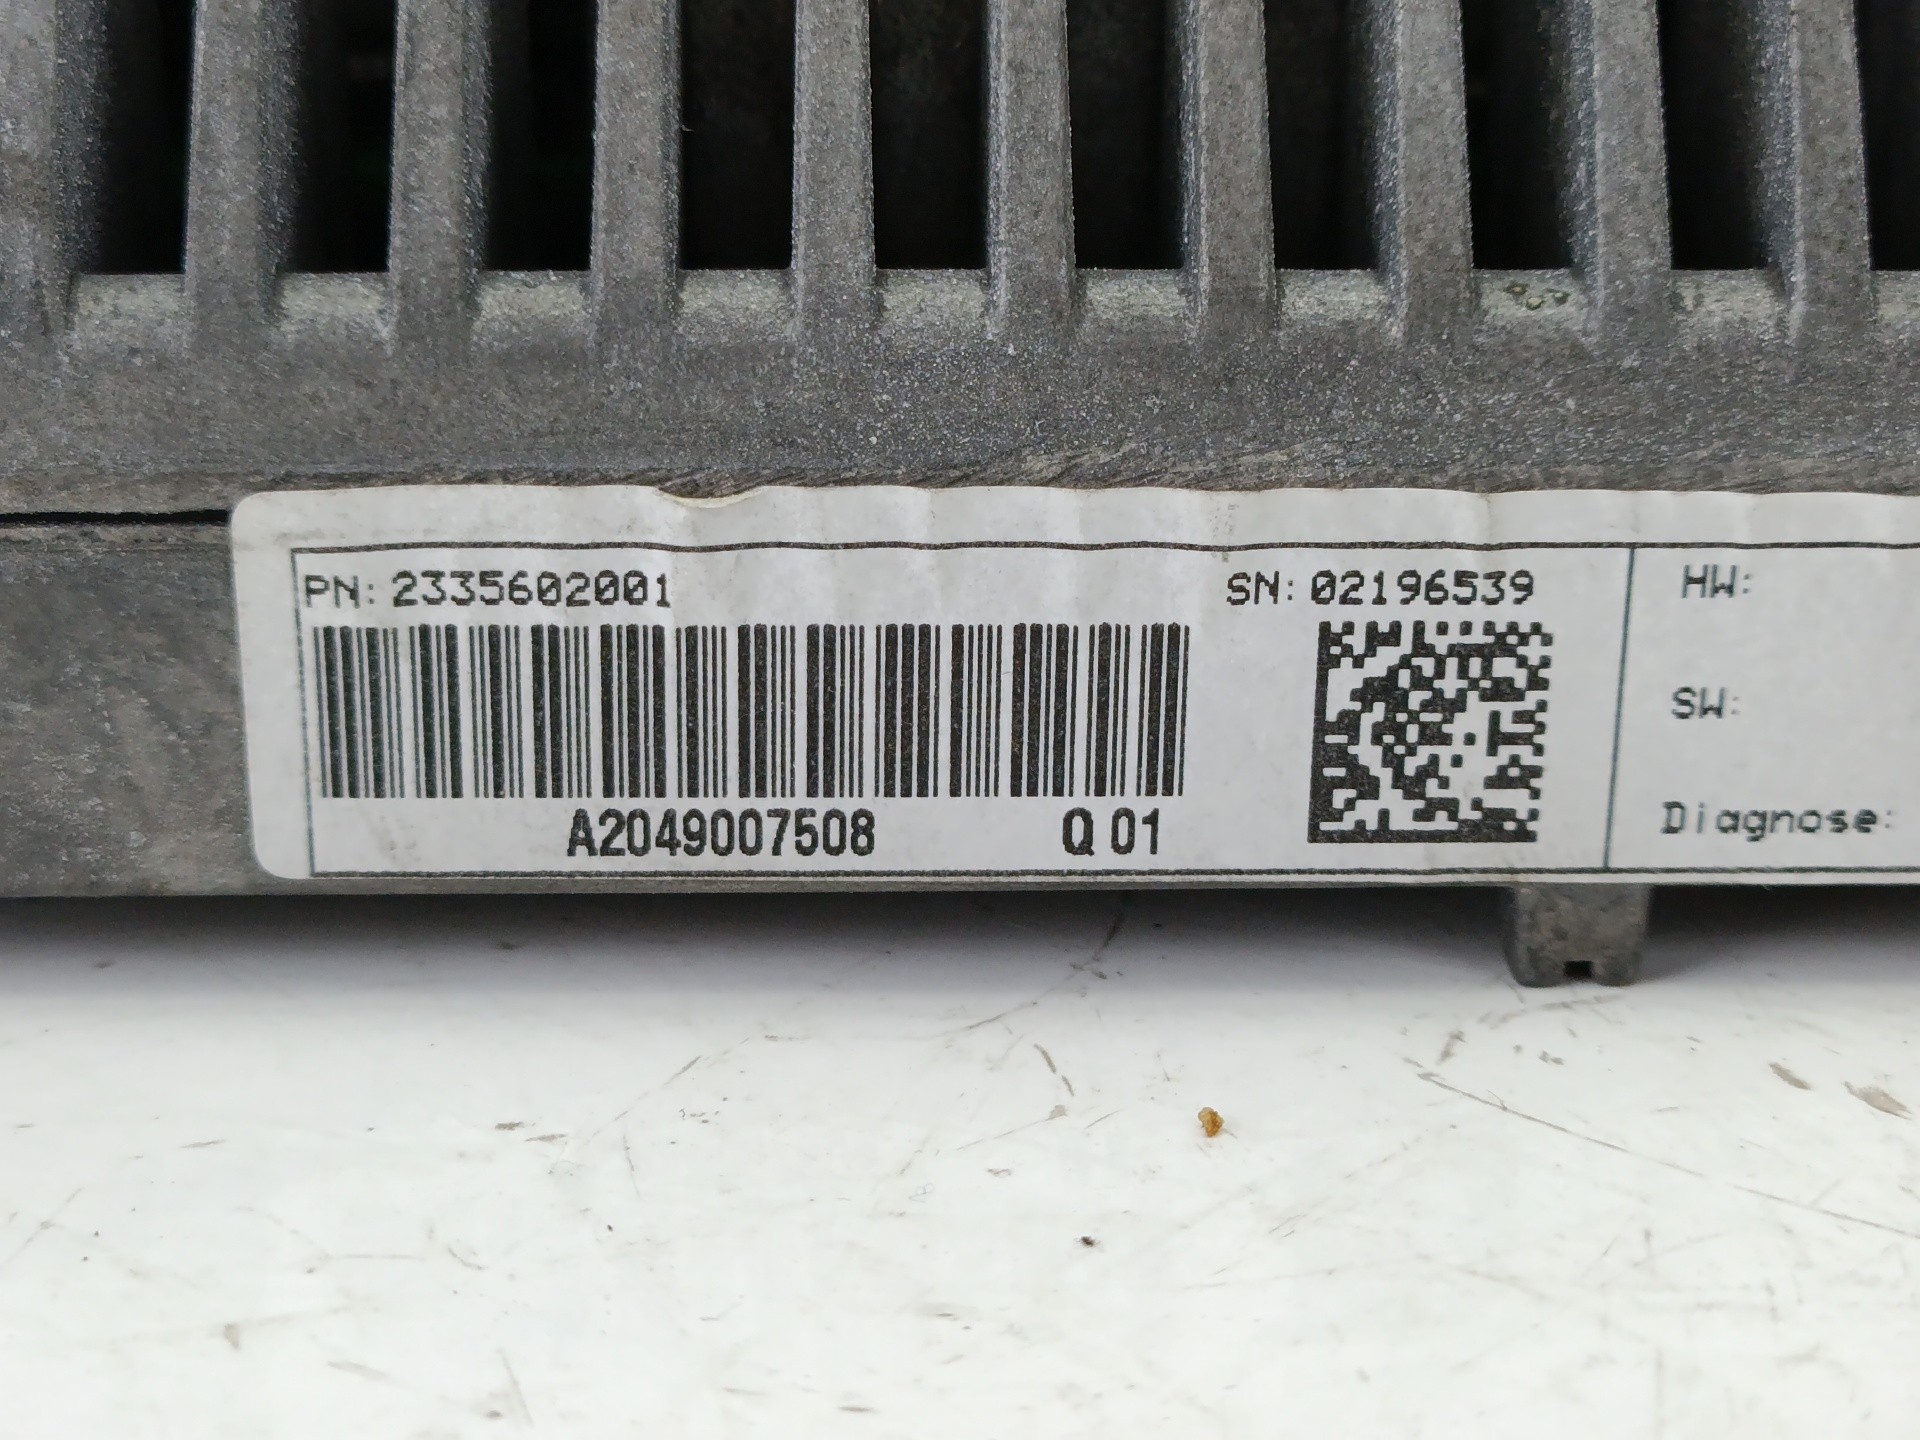 PN: 2335602001 SN: 02196539 HW:
SW:
A2049007508 Q 01 Diagnose: